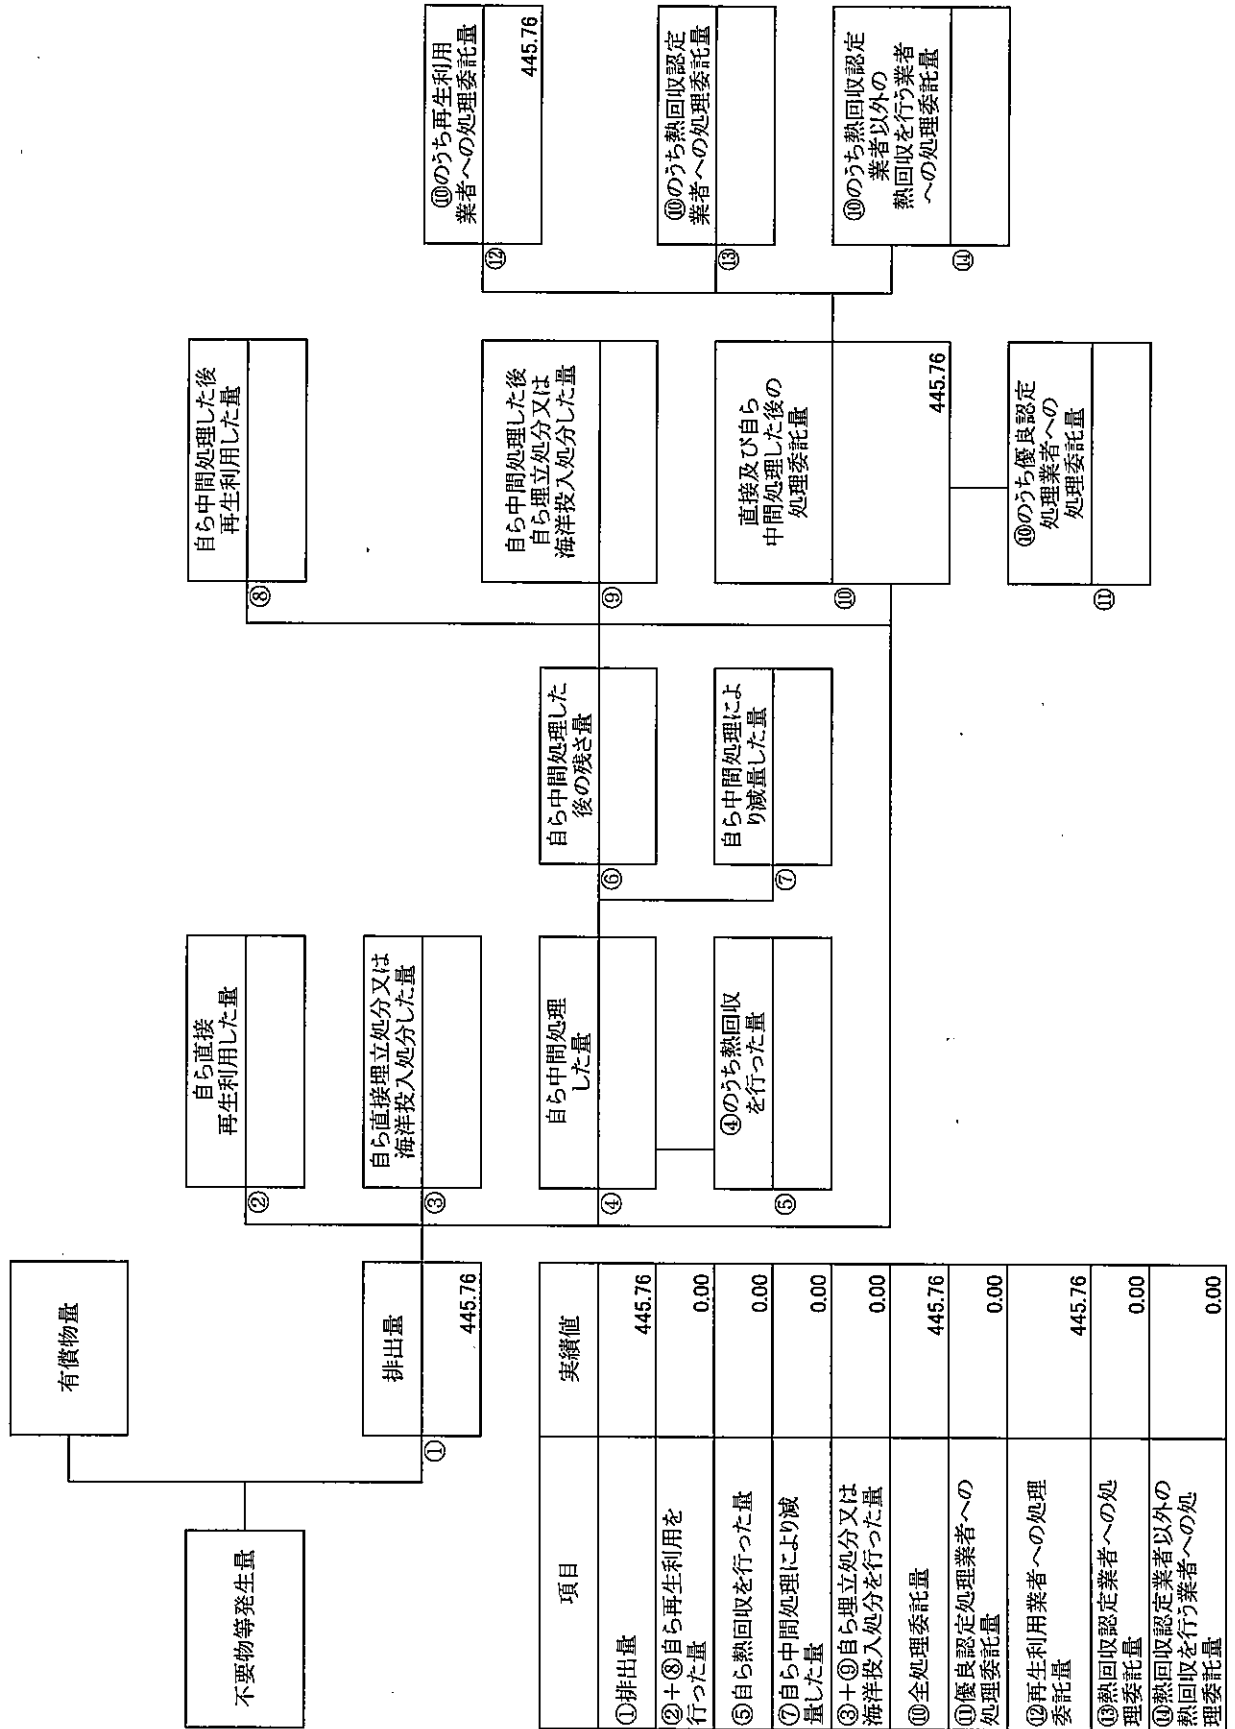 不要物等発生量
有償物量
①
排出量
445.76
②
自ら直接
再生利用した量
③
自ら直接埋立処分又は
海洋投入処分した量
④
自ら中間処理
した量
⑤
④のうち熱回収
を行った量
⑥
自ら中間処理した
後の残さ量
⑦
自ら中間処理によ
り減量した量
⑧
自ら中間処理した後
再生利用した量
⑨
自ら中間処理した後
自ら埋立処分又は
海洋投入処分した量
⑩
直接及び自ら
中間処理した後の
処理委託量
445.76
⑪
⑩のうち優良認定
処理業者への
処理委託量
⑫
⑩のうち再生利用
業者への処理委託量
445.76
⑬
⑩のうち熱回収認定
業者への処理委託量
⑭
⑩のうち熱回収認定
業者以外の
熱回収を行う業者
への処理委託量
項目 実績値
①排出量 445.76
②+⑧自ら再生利用を
行った量 0.00
⑤自ら熱回収を行った量 0.00
⑦自ら中間処理により減
量した量 0.00
③+⑨自ら埋立処分又は
海洋投入処分を行った量 0.00
⑩全処理委託量 445.76
⑪優良認定処理業者への
処理委託量 0.00
⑫再生利用業者への処理
委託量 445.76
⑬熱回収認定業者への処
理委託量 0.00
⑭熱回収認定業者以外の
熱回収を行う業者への処
理委託量 0.00